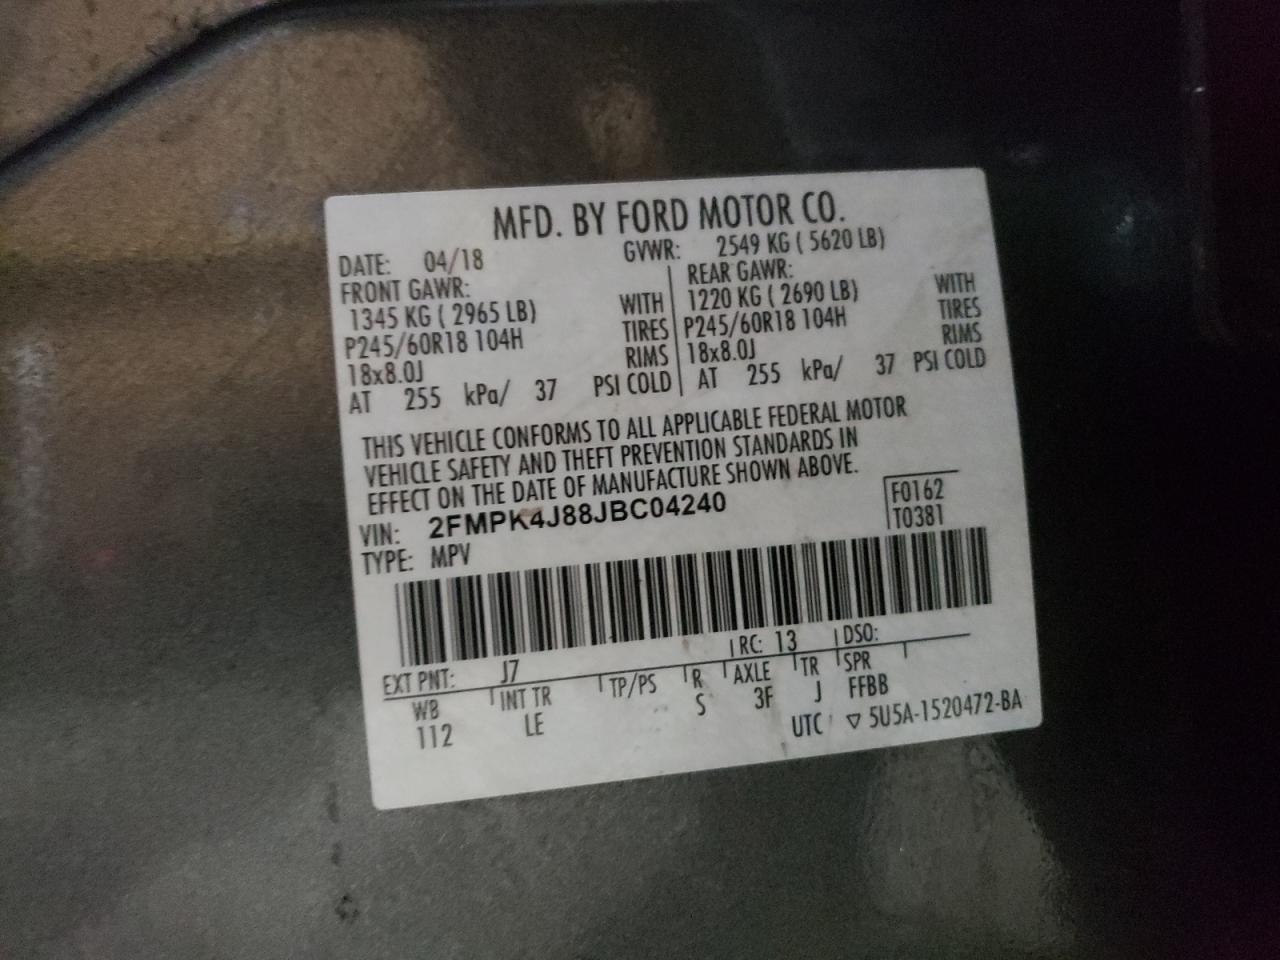 MFD. BY FORD MOTOR CO.
DATE: 04/18 GVWR: 2549 KG ( 5620 LB)
FRONT GAWR: REAR GAWR:
1345 KG ( 2965 LB) WITH 1220 KG ( 2690 LB) WITH
P245/60R18 104H TIRES P245/60R18 104H TIRES
18x8.0J RIMS 18x8.0J RIMS
AT 255 kPa/ 37 PSI COLD AT 255 kPa/ 37 PSI COLD
THIS VEHICLE CONFORMS TO ALL APPLICABLE FEDERAL MOTOR
VEHICLE SAFETY AND THEFT PREVENTION STANDARDS IN
EFFECT ON THE DATE OF MANUFACTURE SHOWN ABOVE.
VIN: 2FMPK4J88JBC04240 F0162
TYPE: MPV T0381
EXT PNT: J7 RC: 13 DSO:
WB INT TR TP/PS R AXLE TR SPR
112 LE S 3F J FFBB
UTC ▽ 5U5A-1520472-BA